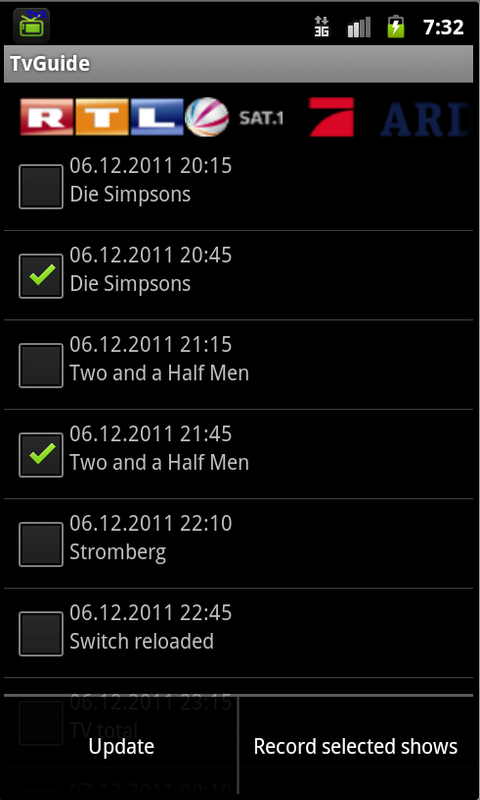 3G 7:32
TvGuide
RTL SAT.1 ARD
06.12.2011 20:15
Die Simpsons
06.12.2011 20:45
Die Simpsons
06.12.2011 21:15
Two and a Half Men
06.12.2011 21:45
Two and a Half Men
06.12.2011 22:10
Stromberg
06.12.2011 22:45
Switch reloaded
06.12.2011 23:15
TV total
Update Record selected shows